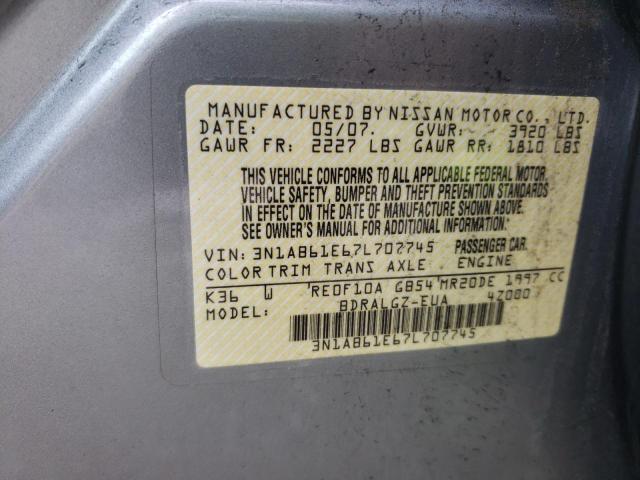 MANUFACTURED BY NISSAN MOTOR CO., LTD.
DATE: 05/07. GVWR: 3920 LBS
GAWR FR: 2227 LBS GAWR RR: 1810 LBS
THIS VEHICLE CONFORMS TO ALL APPLICABLE FEDERAL MOTOR
VEHICLE SAFETY, BUMPER AND THEFT PREVENTION STANDARDS
IN EFFECT ON THE DATE OF MANUFACTURE SHOWN ABOVE.
SEE OWNER'S MANUAL FOR ADDITIONAL INFORMATION.
VIN: 3N1AB61E67L707745 PASSENGER CAR.
COLOR TRIM TRANS AXLE ENGINE
K36 W RE0F10A GB54 MR20DE 1997 CC
BDRALGZ-EUA 4Z000
3N1AB61E67L707745